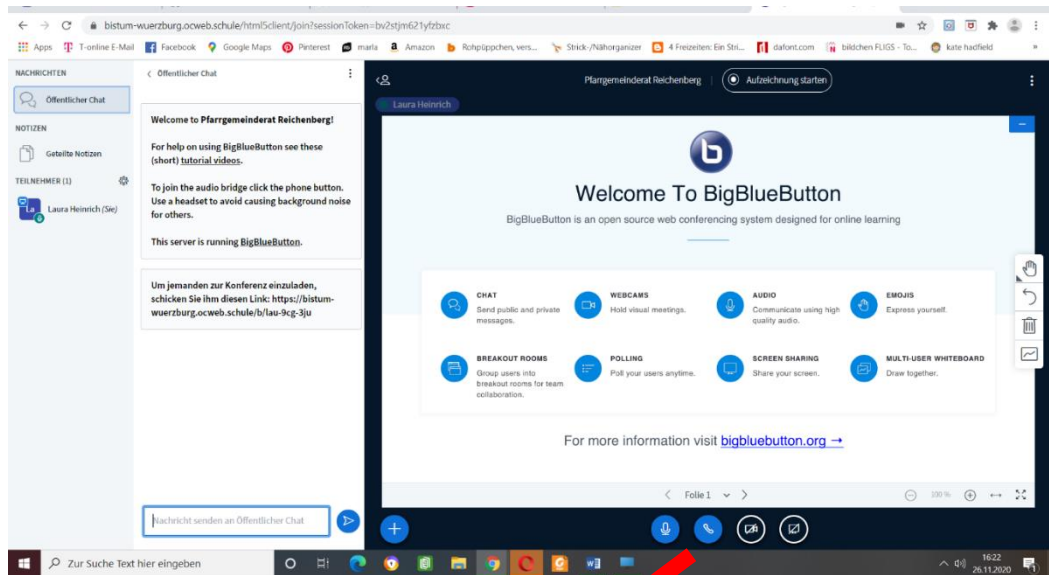 bistum-wuerzburg.ocweb.schule/html5client/join?sessionToken=bv2stjm621yfzbxc
Apps T-online E-Mail Facebook Google Maps Pinterest marla Amazon Rohpüppchen, vers... Strick-/Nähorganizer 4 Freizeiten: Ein Stri... dafont.com bildchen FLIGS - To... kate hadfield »
NACHRICHTEN
Öffentlicher Chat
NOTIZEN
Geteilte Notizen
TEILNEHMER (1)
La Laura Heinrich (Sie)
Öffentlicher Chat
Welcome to Pfarrgemeinderat Reichenberg!
For help on using BigBlueButton see these
(short) tutorial videos.
To join the audio bridge click the phone button.
Use a headset to avoid causing background noise
for others.
This server is running BigBlueButton.
Um jemanden zur Konferenz einzuladen,
schicken Sie ihm diesen Link: https://bistum-
wuerzburg.ocweb.schule/b/lau-9cg-3ju
Nachricht senden an Öffentlicher Chat
Pfarrgemeinderat Reichenberg | Aufzeichnung starten
Laura Heinrich
b
Welcome To BigBlueButton
BigBlueButton is an open source web conferencing system designed for online learning
CHAT
Send public and private
messages.
WEBCAMS
Hold visual meetings.
AUDIO
Communicate using high
quality audio.
EMOJIS
Express yourself.
BREAKOUT ROOMS
Group users into
breakout rooms for team
collaboration.
POLLING
Poll your users anytime.
SCREEN SHARING
Share your screen.
MULTI-USER WHITEBOARD
Draw together.
For more information visit bigbluebutton.org →
Folie 1
100 %
Zur Suche Text hier eingeben
16:22
26.11.2020